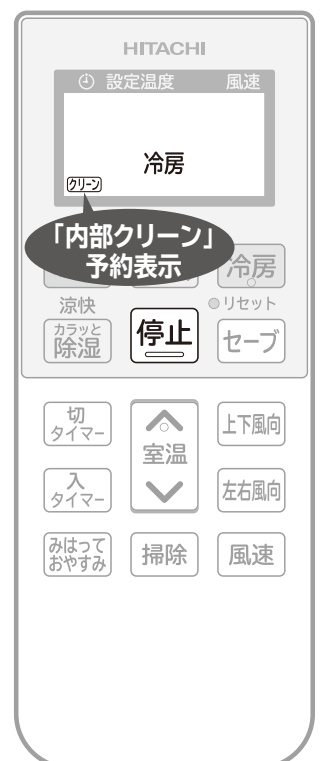 HITACHI
設定温度 風速
冷房
クリーン
「内部クリーン」
予約表示
冷房
涼快
リセット
カラッと
除湿
停止
セーブ
切
タイマー
室温
上下風向
入
タイマー
左右風向
みはって
おやすみ
掃除
風速